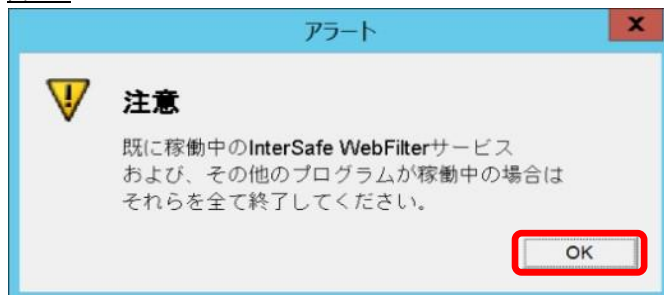 アラート
x
注意
既に稼働中のInterSafe WebFilterサービス
および、その他のプログラムが稼働中の場合は
それらを全て終了してください。
OK